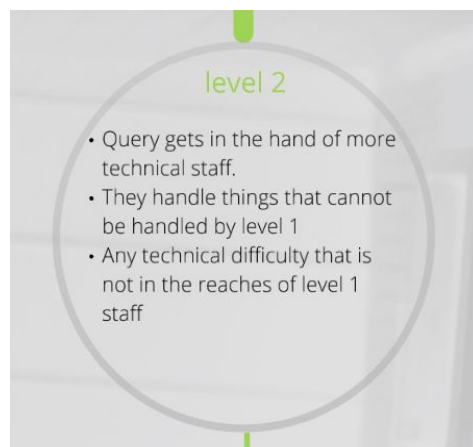 level 2
• Query gets in the hand of more
technical staff.
• They handle things that cannot
be handled by level 1
• Any technical difficulty that is
not in the reaches of level 1
staff